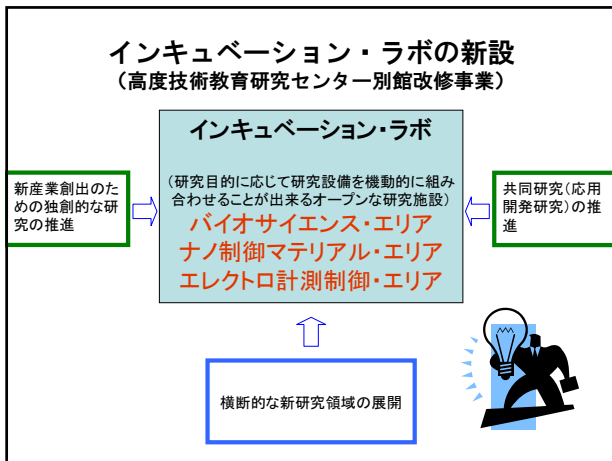 インキュベーション・ラボの新設
(高度技術教育研究センター別館改修事業)
インキュベーション・ラボ
(研究目的に応じて研究設備を機動的に組み
合わせることが出来るオープンな研究施設)
バイオサイエンス・エリア
ナノ制御マテリアル・エリア
エレクトロ計測制御・エリア
新産業創出のた
めの独創的な研
究の推進
共同研究(応用
開発研究)の推
進
横断的な新研究領域の展開